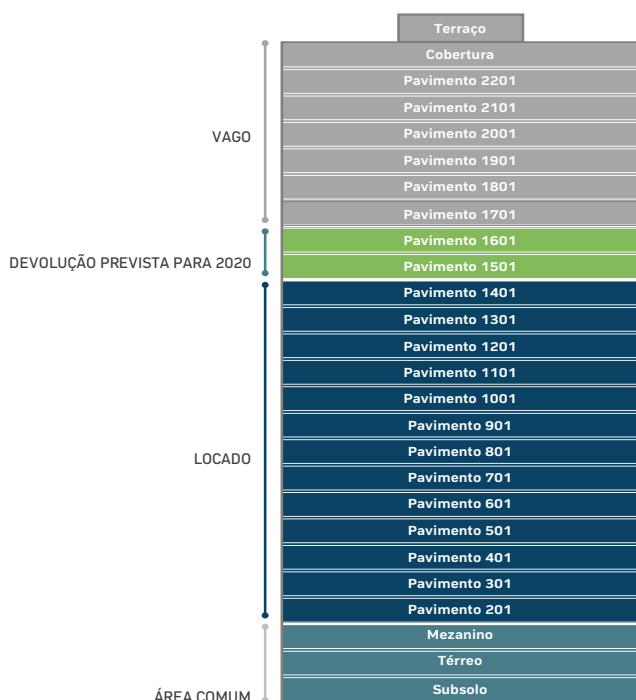 Terraço
Cobertura
Pavimento 2201
Pavimento 2101
VAGO
Pavimento 2001
Pavimento 1901
Pavimento 1801
Pavimento 1701
Pavimento 1601
DEVOLUÇÃO PREVISTA PARA 2020
Pavimento 1501
Pavimento 1401
Pavimento 1301
Pavimento 1201
Pavimento 1101
Pavimento 1001
Pavimento 901
Pavimento 801
LOCADO
Pavimento 701
Pavimento 601
Pavimento 501
Pavimento 401
Pavimento 301
Pavimento 201
Mezanino
Térreo
Subsolo
ÁREA COMUM